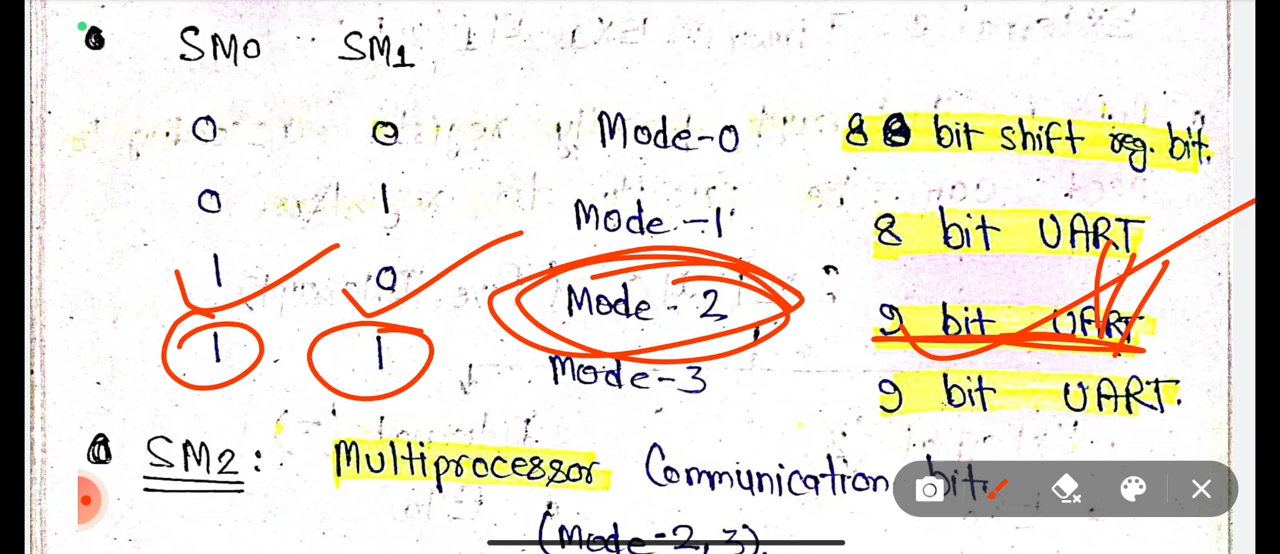 SM0 SM1
0 0 Mode-0 8 bit shift reg. bit.
0 1 Mode-1 8 bit UART
1 0 Mode-2 9 bit UART
1 1 Mode-3 9 bit UART.
SM2: Multiprocessor Communication bit.
(Mode-2,3).